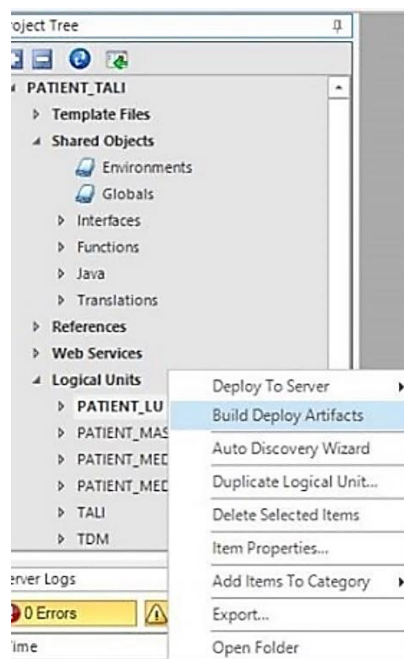 oject Tree
PATIENT_TALI
Template Files
Shared Objects
Environments
Globals
Interfaces
Functions
Java
Translations
References
Web Services
Logical Units
PATIENT_LU
PATIENT_MAS
PATIENT_MED
PATIENT_MED
TALI
TDM
Deploy To Server
Build Deploy Artifacts
Auto Discovery Wizard
Duplicate Logical Unit...
Delete Selected Items
Item Properties...
Add Items To Category
Export...
Open Folder
erver Logs
0 Errors
ime